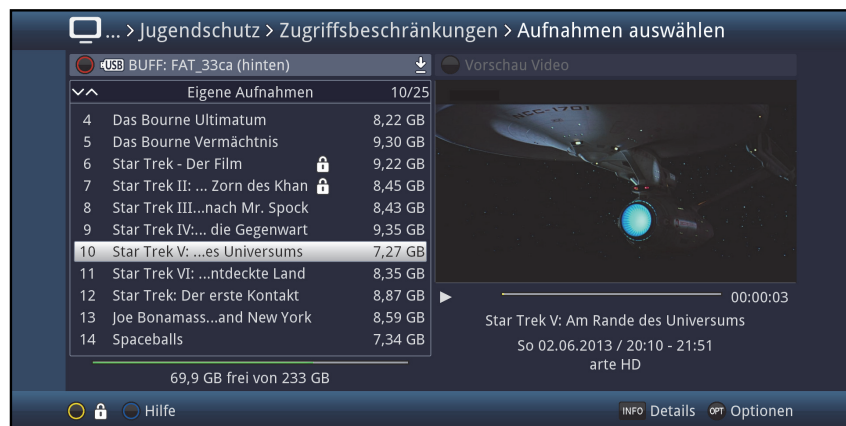 ... > Jugendschutz > Zugriffsbeschränkungen > Aufnahmen auswählen
USB BUFF: FAT_33ca (hinten)
Vorschau Video
Eigene Aufnahmen 10/25
4 Das Bourne Ultimatum 8,22 GB
5 Das Bourne Vermächtnis 9,30 GB
6 Star Trek - Der Film 9,22 GB
7 Star Trek II: ... Zorn des Khan 8,45 GB
8 Star Trek III...nach Mr. Spock 8,43 GB
9 Star Trek IV:... die Gegenwart 9,35 GB
10 Star Trek V: ...es Universums 7,27 GB
11 Star Trek VI: ...ntdeckte Land 8,35 GB
12 Star Trek: Der erste Kontakt 8,87 GB
13 Joe Bonamass...and New York 8,59 GB
14 Spaceballs 7,34 GB
69,9 GB frei von 233 GB
NCC-1701
00:00:03
Star Trek V: Am Rande des Universums
So 02.06.2013 / 20:10 - 21:51
arte HD
Hilfe
INFO Details OPT Optionen